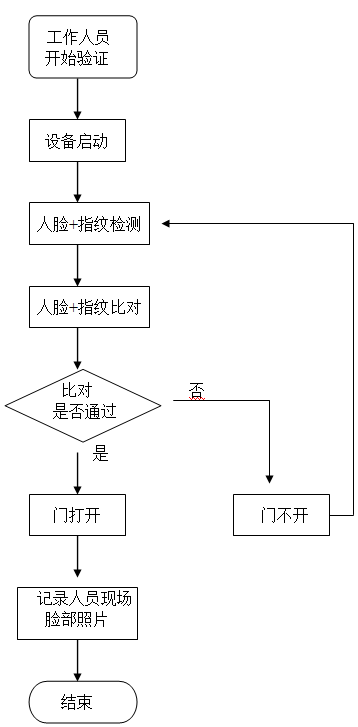 工作人员
开始验证
设备启动
人脸+指纹检测
人脸+指纹比对
比对
是否通过
否
是
门打开
门不开
记录人员现场
脸部照片
结束